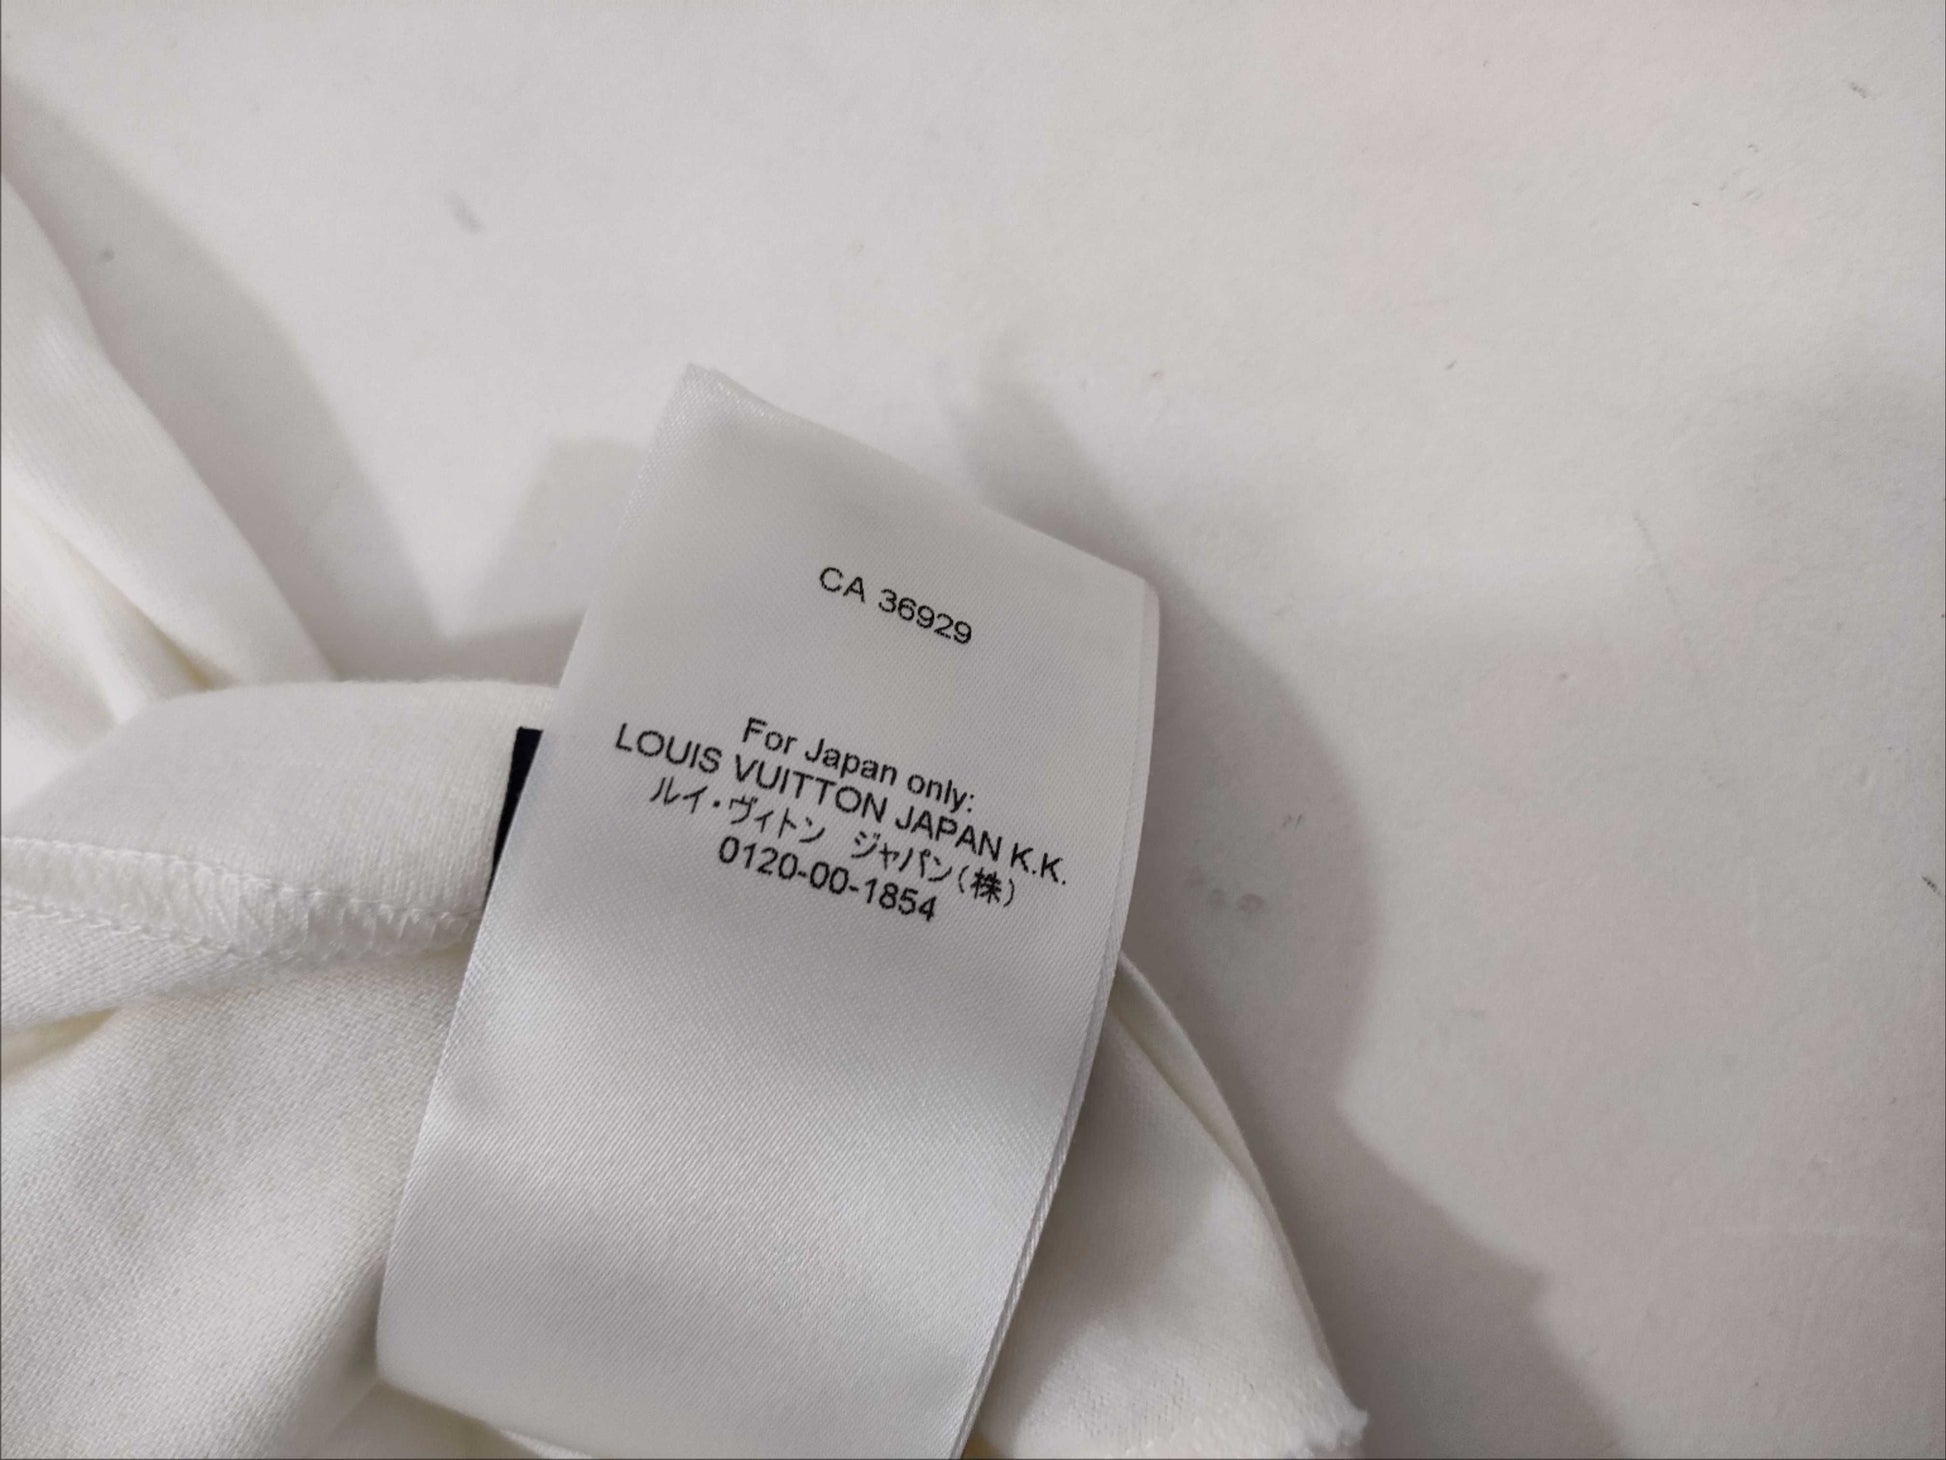 CA 36929
For Japan only:
LOUIS VUITTON JAPAN K.K.
ルイ・ヴィトン ジャパン(株)
0120-00-1854